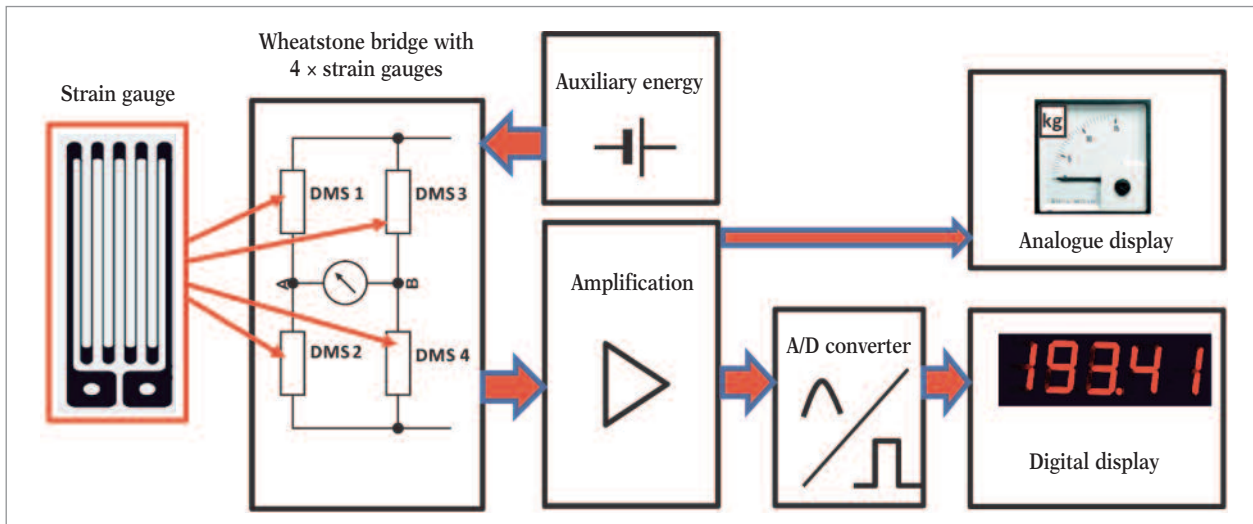 Wheatstone bridge with
4 × strain gauges
Strain gauge
DMS 1
DMS 3
A
B
DMS 2
DMS 4
Auxiliary energy
Amplification
A/D converter
kg
Analogue display
193.41
Digital display